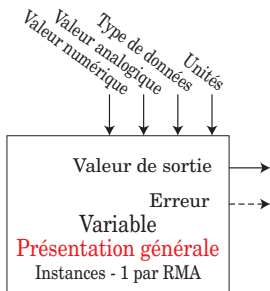 Valeur numérique
Valeur analogique
Type de données
Unités
Valeur de sortie
Erreur
Variable
Présentation générale
Instances - 1 par RMA